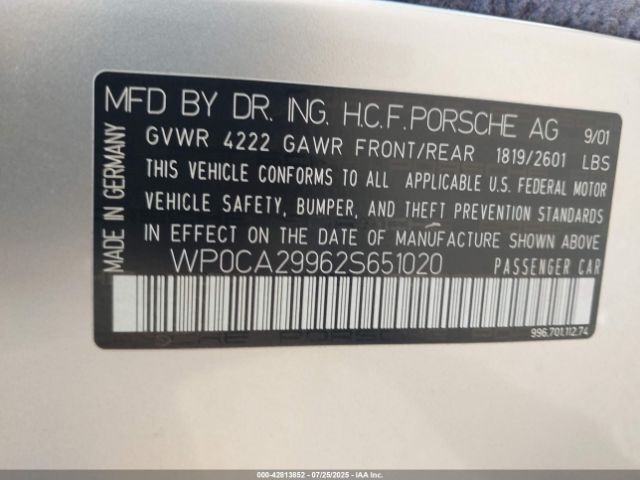 MFD BY DR. ING. H.C.F. PORSCHE AG 9/01
GVWR 4222 GAWR FRONT/REAR 1819/2601 LBS
THIS VEHICLE CONFORMS TO ALL APPLICABLE U.S. FEDERAL MOTOR
VEHICLE SAFETY, BUMPER, AND THEFT PREVENTION STANDARDS
IN EFFECT ON THE DATE OF MANUFACTURE SHOWN ABOVE
WP0CA29962S651020 PASSENGER CAR
MADE IN GERMANY
996.701.112.74
000-42813852 - 07/25/2025 - IAAI